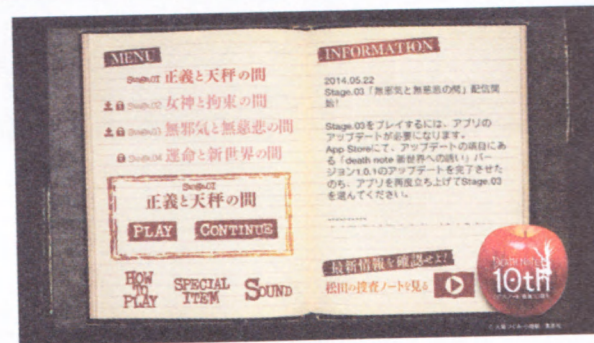 MENU
Stage.01 正義と天秤の間
Stage.02 女神と拘束の間
Stage.03 無邪気と無慈悲の間
Stage.04 運命と新世界の間
Stage.01
正義と天秤の間
PLAY
CONTINUE
HOW TO PLAY
SPECIAL ITEM
SOUND
INFORMATION
2014.05.22
Stage.03「無邪気と無慈悲の間」配信開
始!
Stage.03をプレイするには、アプリの
アップデートが必要になります。
App Storeにて、アップデートの項目にあ
る「death note 新世界への誘い」バー
ジョン1.0.1のアップデートを完了させた
のち、アプリを再度立ち上げてStage.03
を選んでください。
最新情報を確認せよ!
松田の捜査ノートを見る
DEATH NOTE
10th